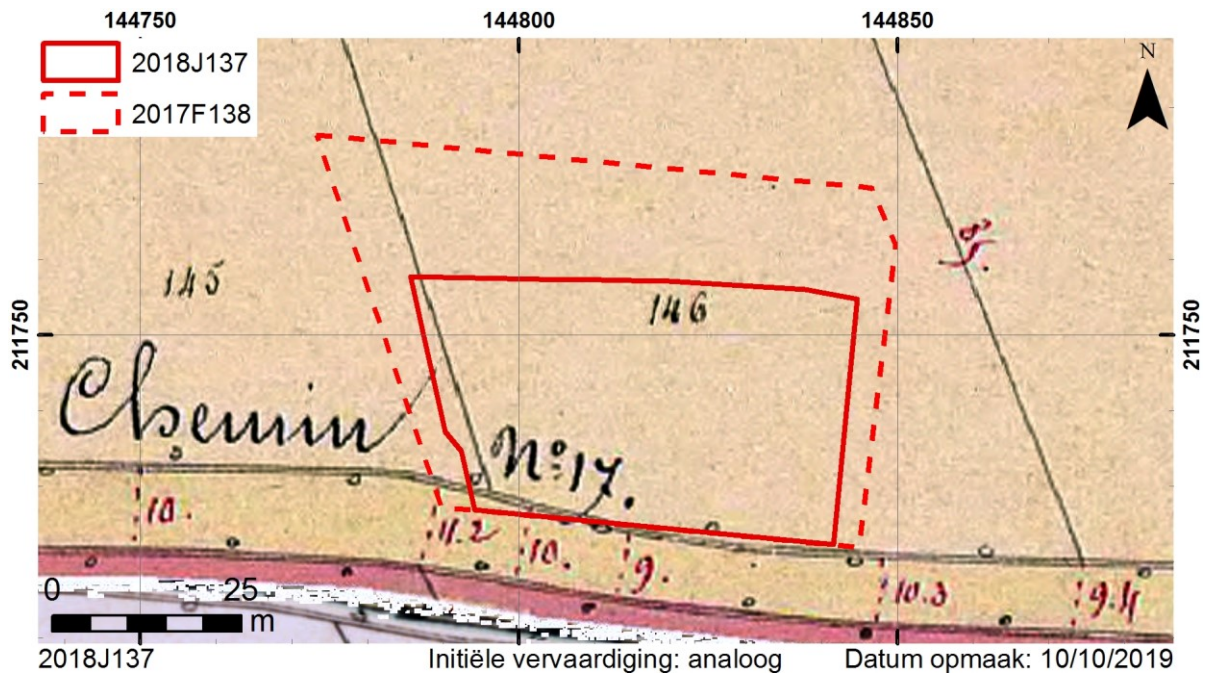 144750 144800 144850
2018J137
2017F138
N
145
146
211750 211750
Chemin No. 17.
10.
11.2
10.
9.
10.3
9.4
0 25 m
2018J137 Initiële vervaardiging: analoog Datum opmaak: 10/10/2019